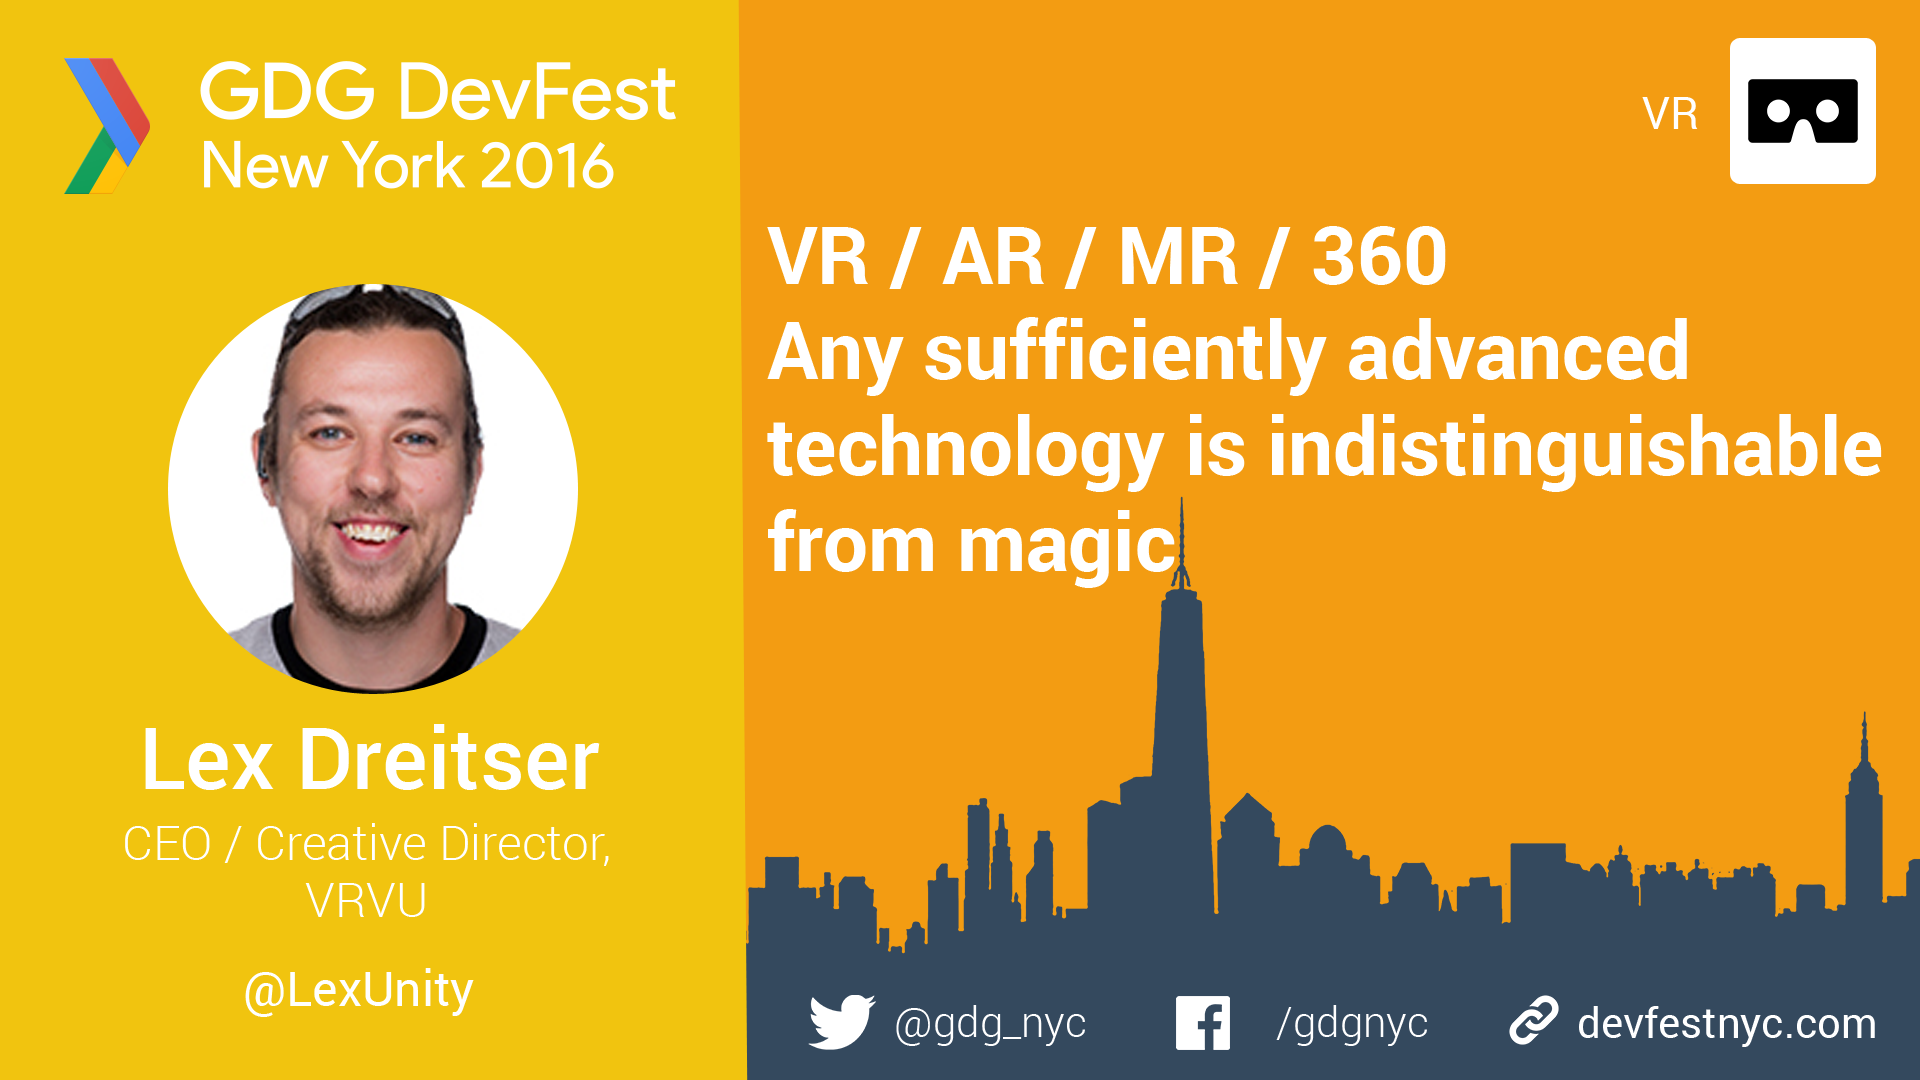 GDG DevFest
New York 2016
Lex Dreitser
CEO / Creative Director,
VRVU
@LexUnity
VR
VR / AR / MR / 360
Any sufficiently advanced
technology is indistinguishable
from magic
@gdg_nyc
/gdgnyc
devfestnyc.com